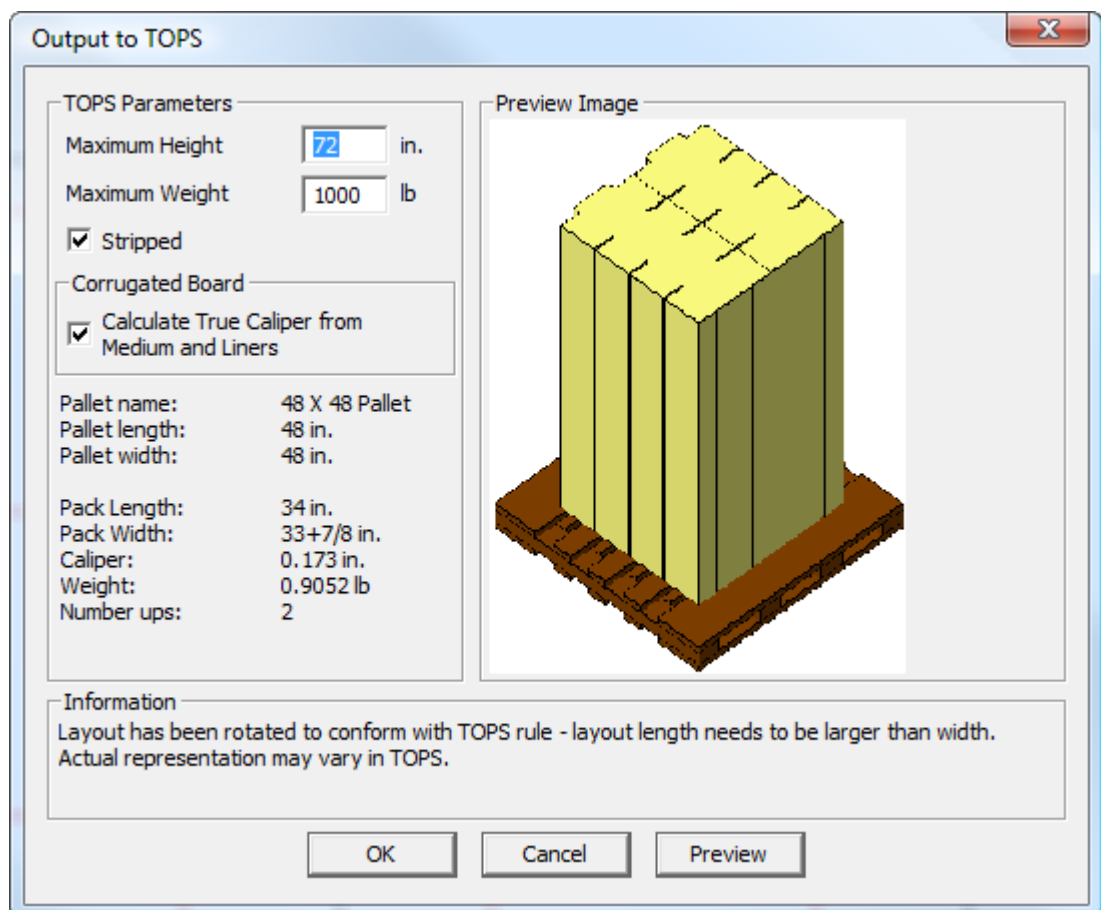 Output to TOPS
TOPS Parameters
Maximum Height 72 in.
Maximum Weight 1000 lb
Stripped
Corrugated Board
Calculate True Caliper from
Medium and Liners
Pallet name: 48 X 48 Pallet
Pallet length: 48 in.
Pallet width: 48 in.
Pack Length: 34 in.
Pack Width: 33+7/8 in.
Caliper: 0.173 in.
Weight: 0.9052 lb
Number ups: 2
Preview Image
Information
Layout has been rotated to conform with TOPS rule - layout length needs to be larger than width.
Actual representation may vary in TOPS.
OK Cancel Preview